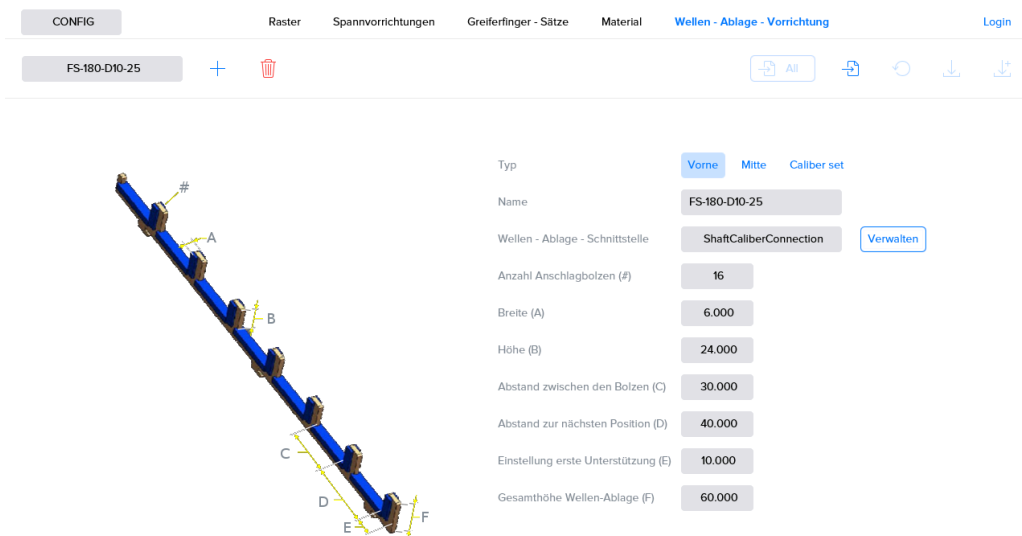 CONFIG Raster Spannvorrichtungen Greiferfinger - Sätze Material Wellen - Ablage - Vorrichtung Login
FS-180-D10-25 All
Typ Vorne Mitte Caliber set
Name FS-180-D10-25
Wellen - Ablage - Schnittstelle ShaftCaliberConnection Verwalten
Anzahl Anschlagbolzen (#) 16
Breite (A) 6.000
Höhe (B) 24.000
Abstand zwischen den Bolzen (C) 30.000
Abstand zur nächsten Position (D) 40.000
Einstellung erste Unterstützung (E) 10.000
Gesamthöhe Wellen-Ablage (F) 60.000
#
A
B
C
D
E
F